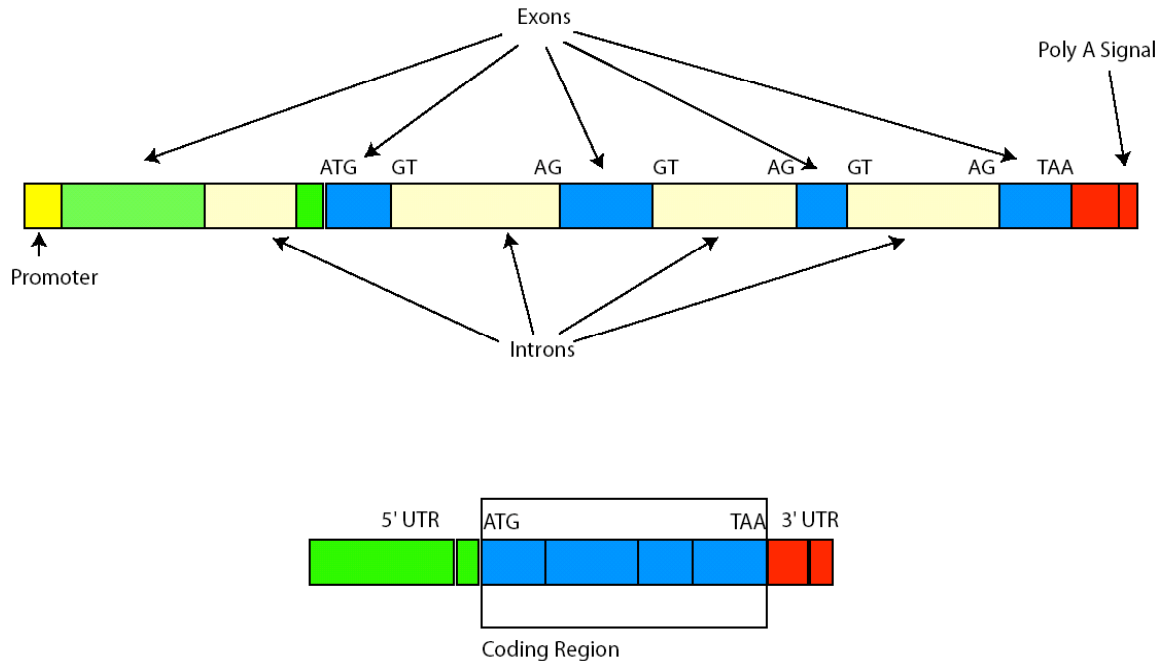 Exons
Poly A Signal
ATG GT AG GT AG GT AG TAA
Promoter
Introns
5' UTR ATG TAA 3' UTR
Coding Region